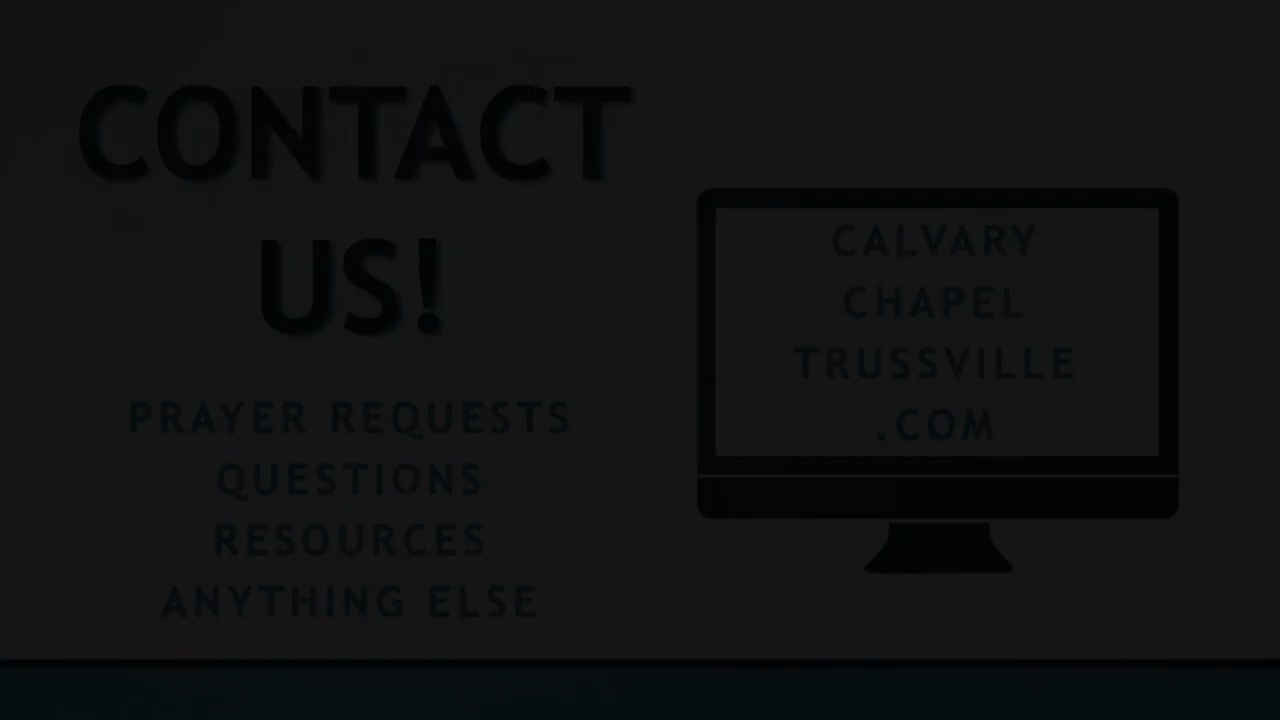 CONTACT
US!
PRAYER REQUESTS
QUESTIONS
RESOURCES
ANYTHING ELSE
CALVARY
CHAPEL
TRUSSVILLE
.COM